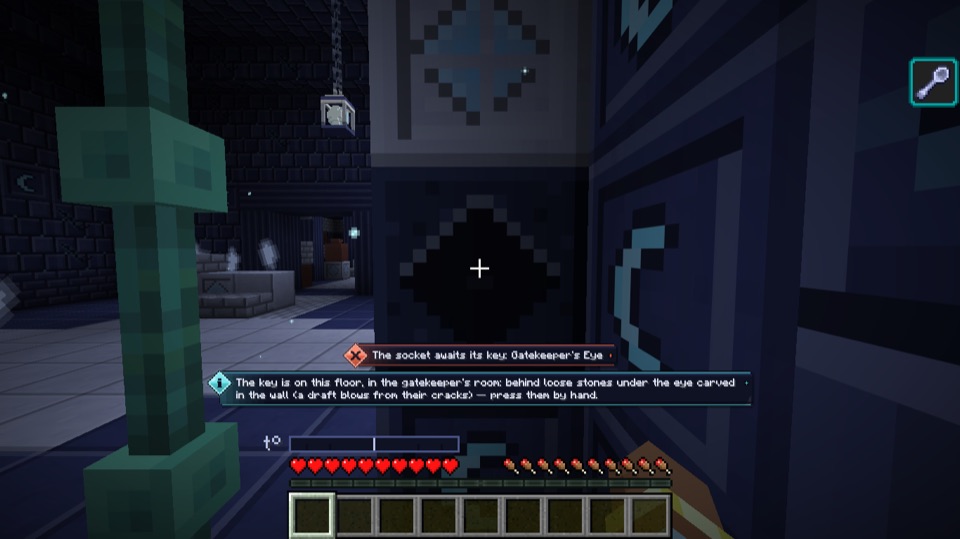 The socket awaits its key: Gatekeeper's Eye
The key is on this floor, in the gatekeeper's room: behind loose stones under the eye carved
in the wall (a draft blows from their cracks) — press them by hand.
t°